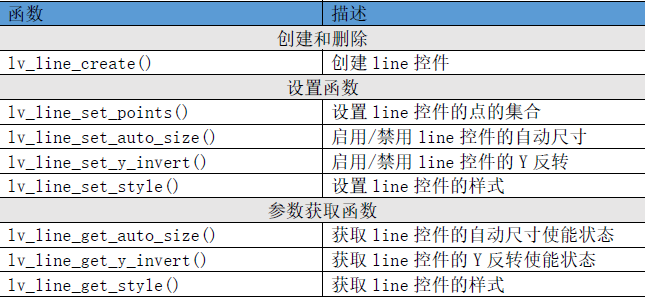 函数 描述
创建和删除
lv_line_create() 创建 line 控件
设置函数
lv_line_set_points() 设置 line 控件的点的集合
lv_line_set_auto_size() 启用/禁用 line 控件的自动尺寸
lv_line_set_y_invert() 启用/禁用 line 控件的 Y 反转
lv_line_set_style() 设置 line 控件的样式
参数获取函数
lv_line_get_auto_size() 获取 line 控件的自动尺寸使能状态
lv_line_get_y_invert() 获取 line 控件的 Y 反转使能状态
lv_line_get_style() 获取 line 控件的样式